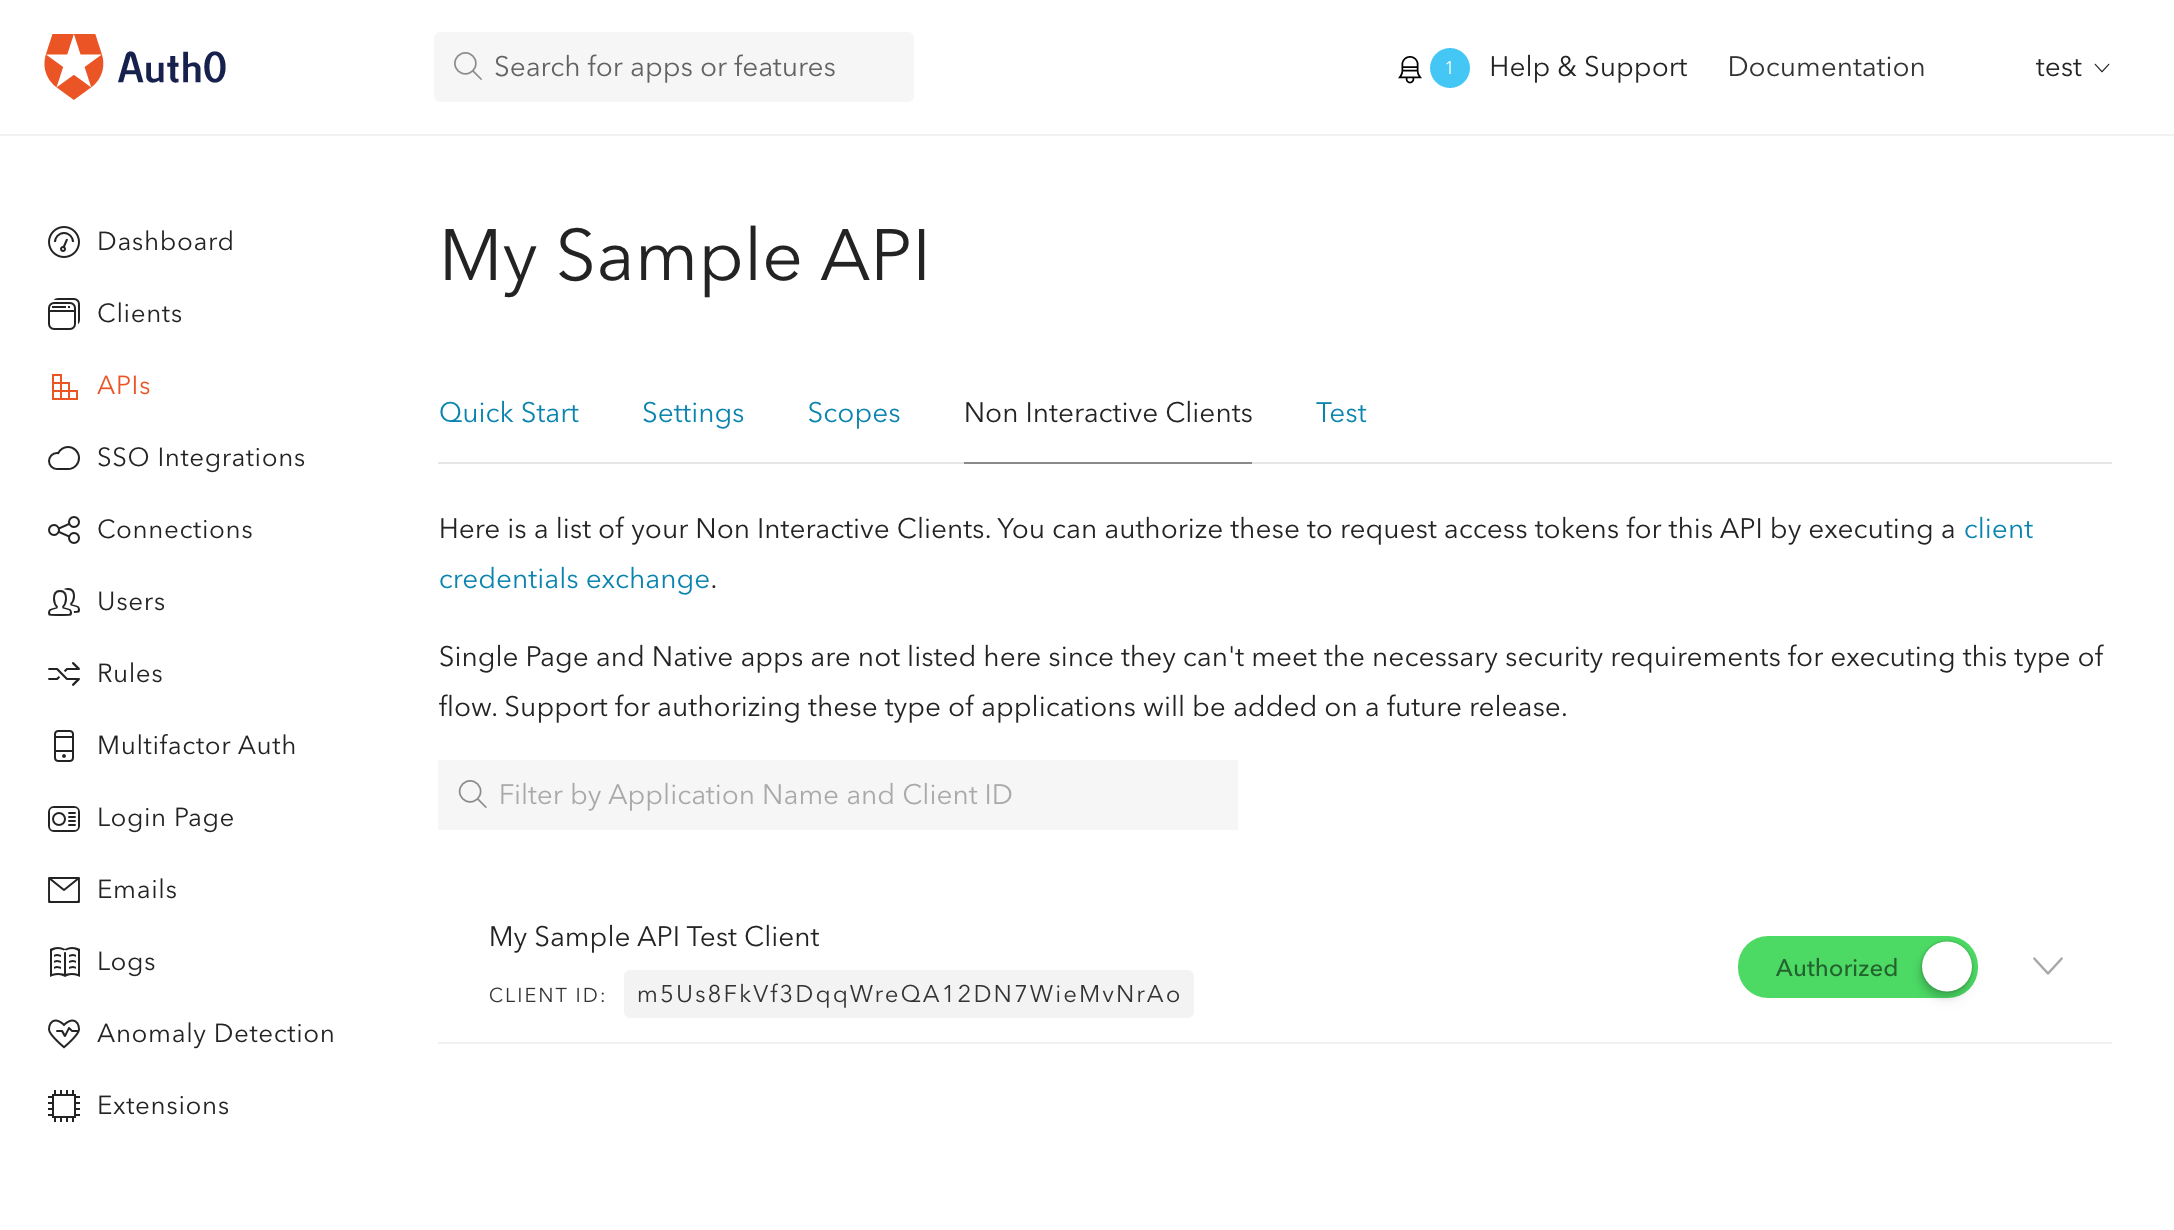 Auth0
Search for apps or features
1
Help & Support
Documentation
test
Dashboard
Clients
APIs
SSO Integrations
Connections
Users
Rules
Multifactor Auth
Login Page
Emails
Logs
Anomaly Detection
Extensions
My Sample API
Quick Start
Settings
Scopes
Non Interactive Clients
Test
Here is a list of your Non Interactive Clients. You can authorize these to request access tokens for this API by executing a client
credentials exchange.
Single Page and Native apps are not listed here since they can't meet the necessary security requirements for executing this type of
flow. Support for authorizing these type of applications will be added on a future release.
Filter by Application Name and Client ID
My Sample API Test Client
CLIENT ID: m5Us8FkVf3DqqWreQA12DN7WieMvNrAo
Authorized